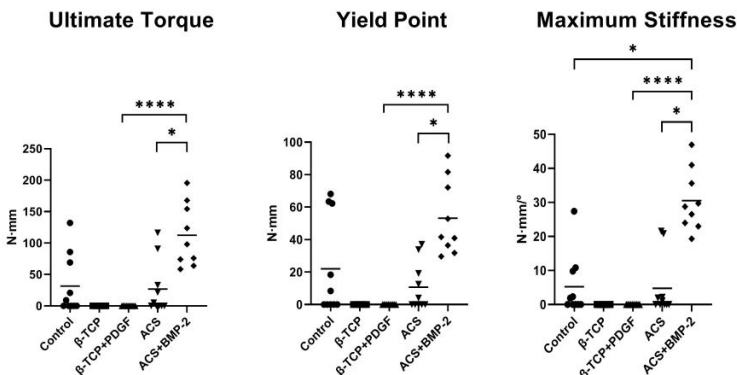 Ultimate Torque
****
*
250
200
150
100
50
0
N·mm
Control
β-TCP
β-TCP+PDGF
ACS
ACS+BMP-2
Yield Point
****
*
100
80
60
40
20
0
N·mm
Control
β-TCP
β-TCP+PDGF
ACS
ACS+BMP-2
Maximum Stiffness
*
****
*
50
40
30
20
10
0
N·mm/°
Control
β-TCP
β-TCP+PDGF
ACS
ACS+BMP-2